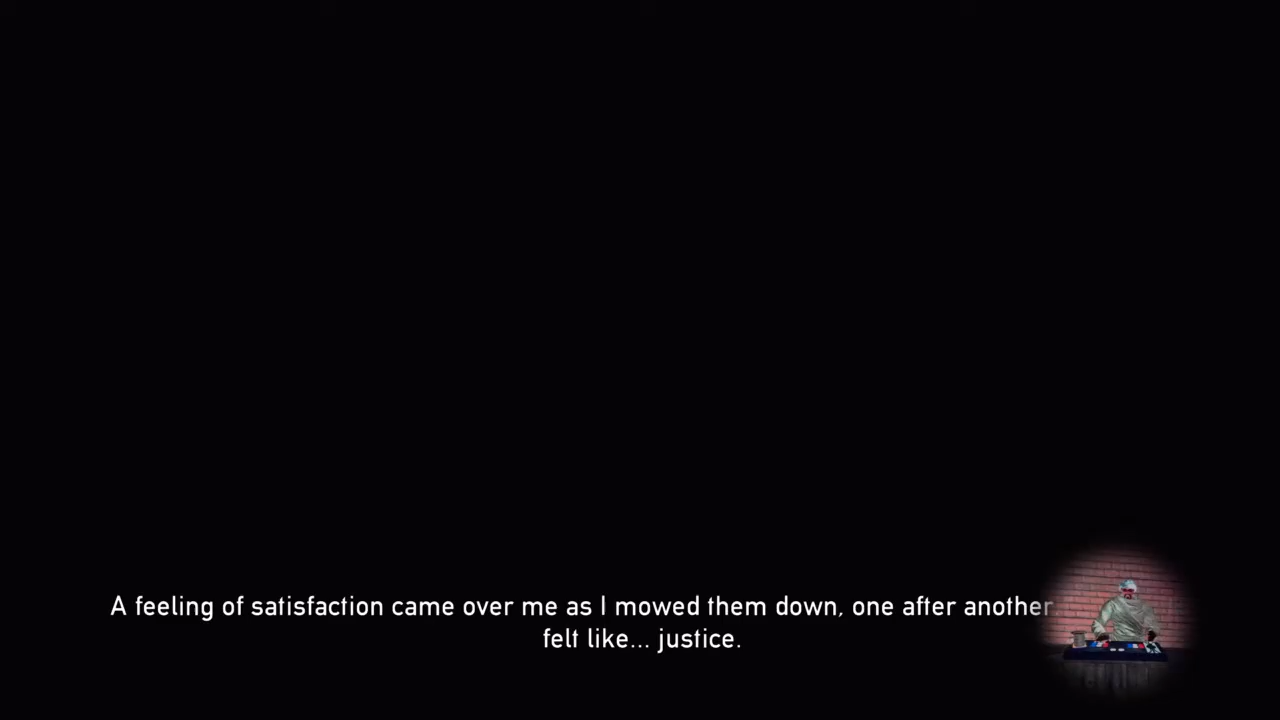 A feeling of satisfaction came over me as I mowed them down, one after another
felt like... justice.